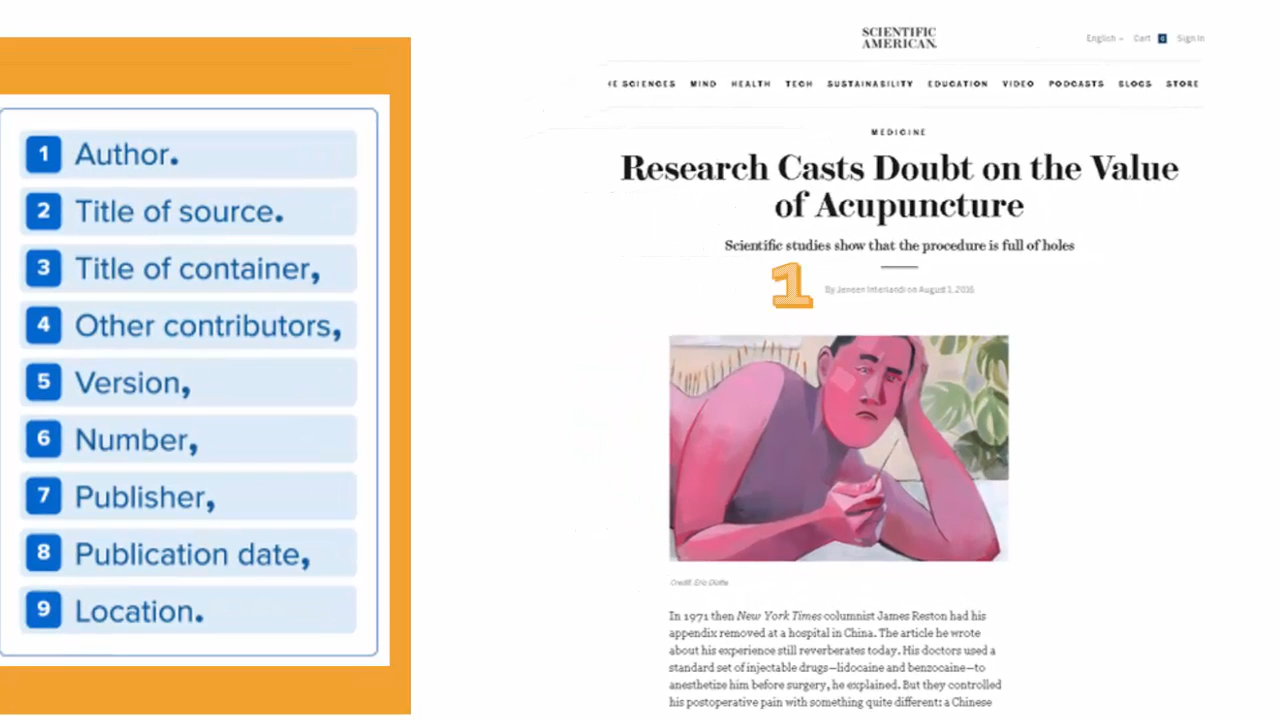 1 Author.
2 Title of source.
3 Title of container,
4 Other contributors,
5 Version,
6 Number,
7 Publisher,
8 Publication date,
9 Location.
SCIENTIFIC
AMERICAN.
English Cart 0 Sign In
HE SCIENCES MIND HEALTH TECH SUSTAINABILITY EDUCATION VIDEO PODCASTS BLOGS STORE
MEDICINE
Research Casts Doubt on the Value
of Acupuncture
Scientific studies show that the procedure is full of holes
1
By Jeneen Interlandi on August 1, 2016
Credit: Eric Diotte
In 1971 then New York Times columnist James Reston had his
appendix removed at a hospital in China. The article he wrote
about his experience still reverberates today. His doctors used a
standard set of injectable drugs—lidocaine and benzocaine—to
anesthetize him before surgery, he explained. But they controlled
his postoperative pain with something quite different: a Chinese